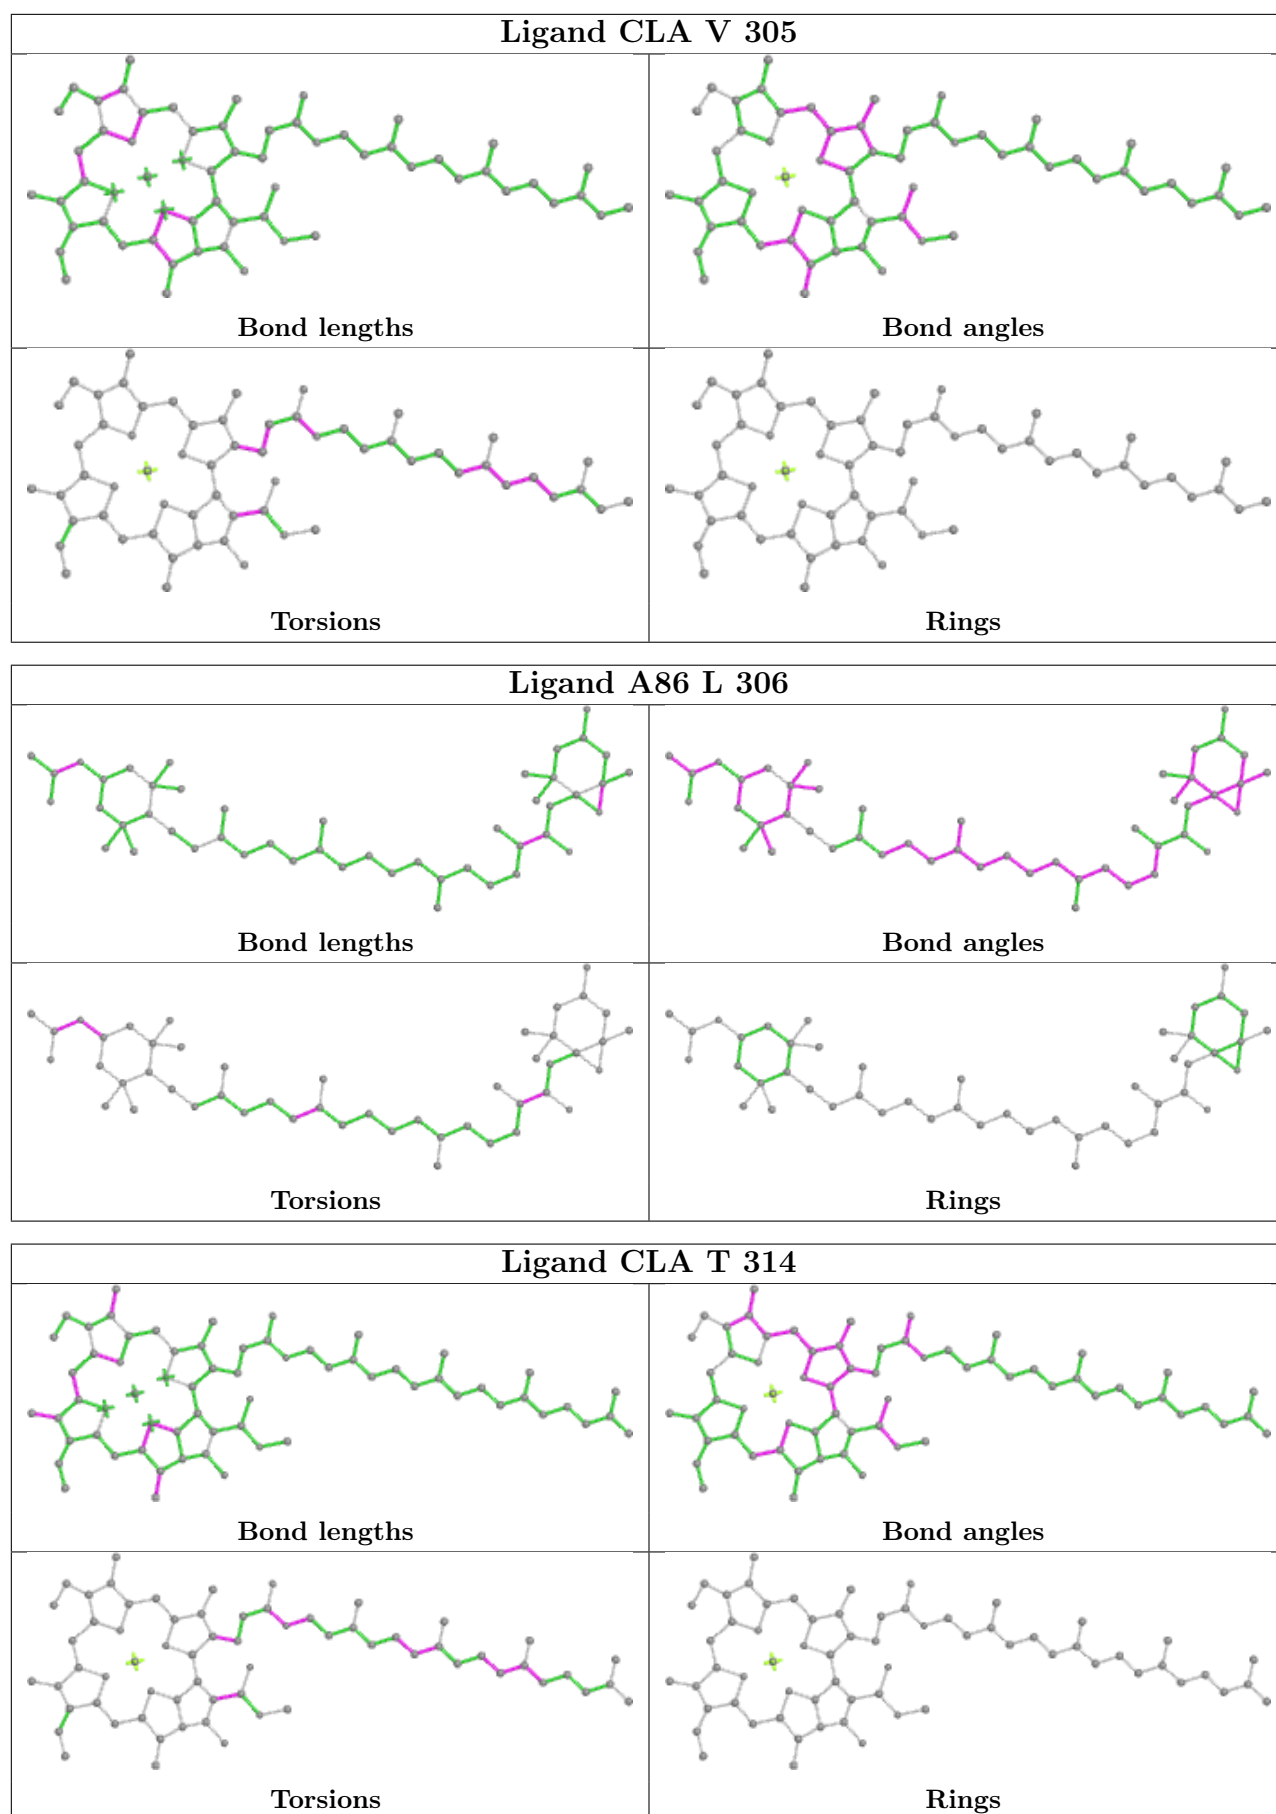 Ligand CLA V 305
Bond lengths
Bond angles
Torsions
Rings
Ligand A86 L 306
Bond lengths
Bond angles
Torsions
Rings
Ligand CLA T 314
Bond lengths
Bond angles
Torsions
Rings